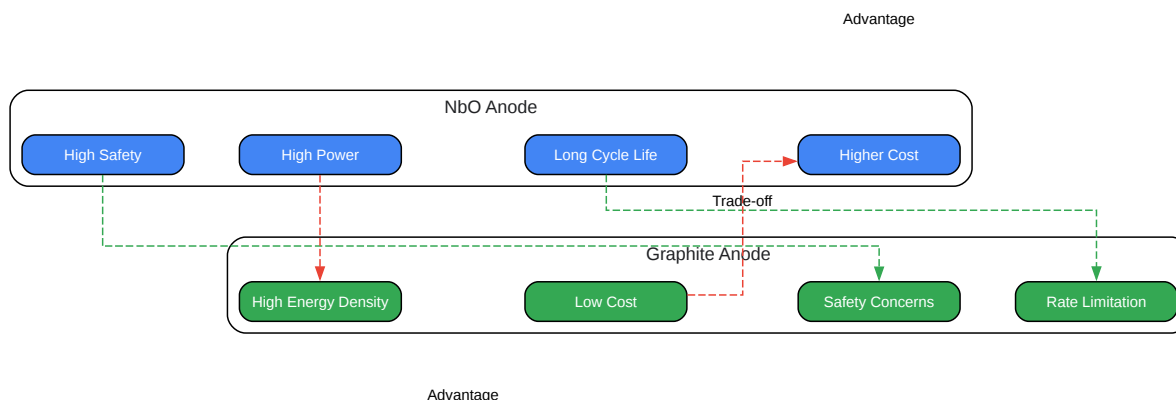 Advantage
NbO Anode
High Safety
High Power
Long Cycle Life
Higher Cost
Trade-off
Graphite Anode
High Energy Density
Low Cost
Safety Concerns
Rate Limitation
Advantage